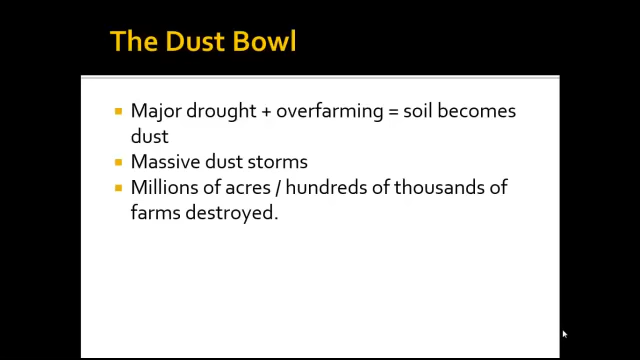 The Dust Bowl
Major drought + overfarming = soil becomes
dust
Massive dust storms
Millions of acres / hundreds of thousands of
farms destroyed.